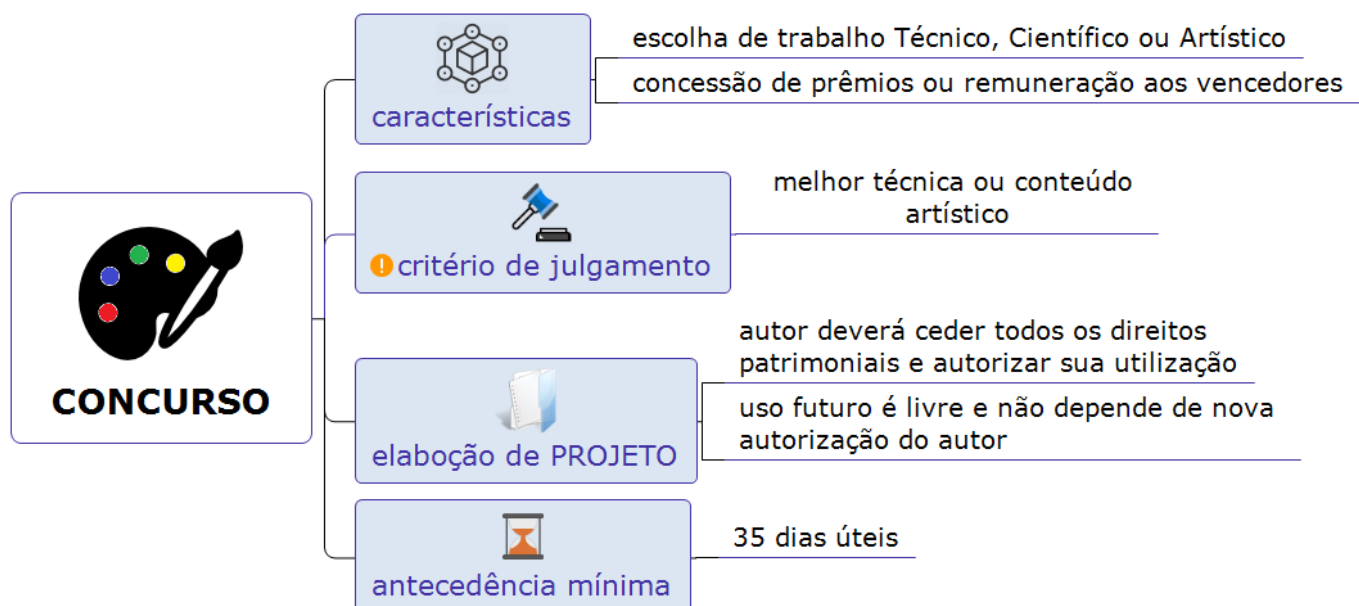 CONCURSO
características
escolha de trabalho Técnico, Científico ou Artístico
concessão de prêmios ou remuneração aos vencedores
critério de julgamento
melhor técnica ou conteúdo
artístico
elaboção de PROJETO
autor deverá ceder todos os direitos
patrimoniais e autorizar sua utilização
uso futuro é livre e não depende de nova
autorização do autor
antecedência mínima
35 dias úteis